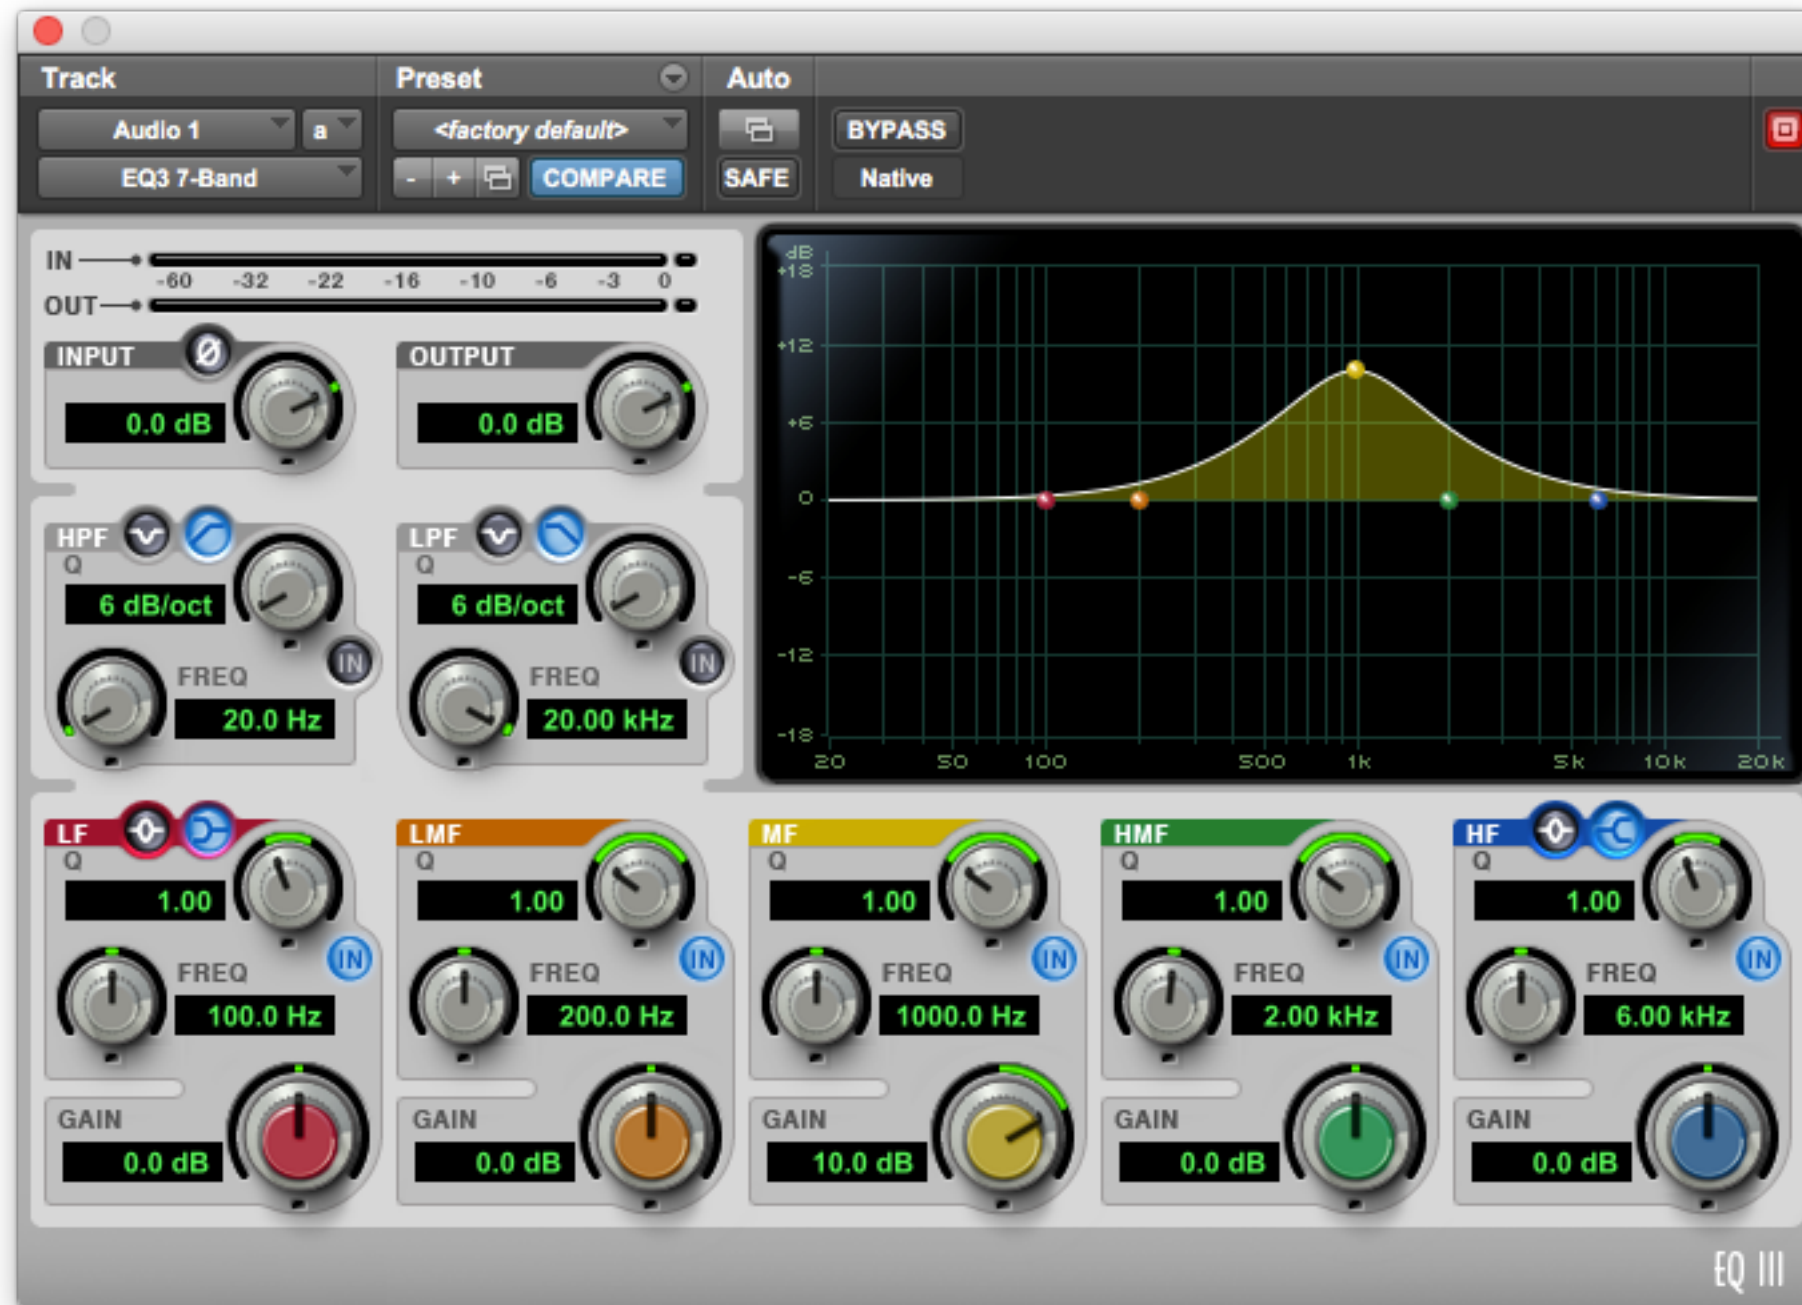 Track Preset Auto
Audio 1 a <factory default> BYPASS
EQ3 7-Band - + COMPARE SAFE Native
IN
-60 -32 -22 -16 -10 -6 -3 0
OUT
INPUT Ø OUTPUT
0.0 dB 0.0 dB
HPF LPF
Q Q
6 dB/oct 6 dB/oct
IN IN
FREQ FREQ
20.0 Hz 20.00 kHz
dB
+18
+12
+6
0
-6
-12
-18
20 50 100 500 1k 5k 10k 20k
LF LMF MF HMF HF
Q Q Q Q Q
1.00 1.00 1.00 1.00 1.00
IN IN IN IN IN
FREQ FREQ FREQ FREQ FREQ
100.0 Hz 200.0 Hz 1000.0 Hz 2.00 kHz 6.00 kHz
GAIN GAIN GAIN GAIN GAIN
0.0 dB 0.0 dB 10.0 dB 0.0 dB 0.0 dB
EQ III